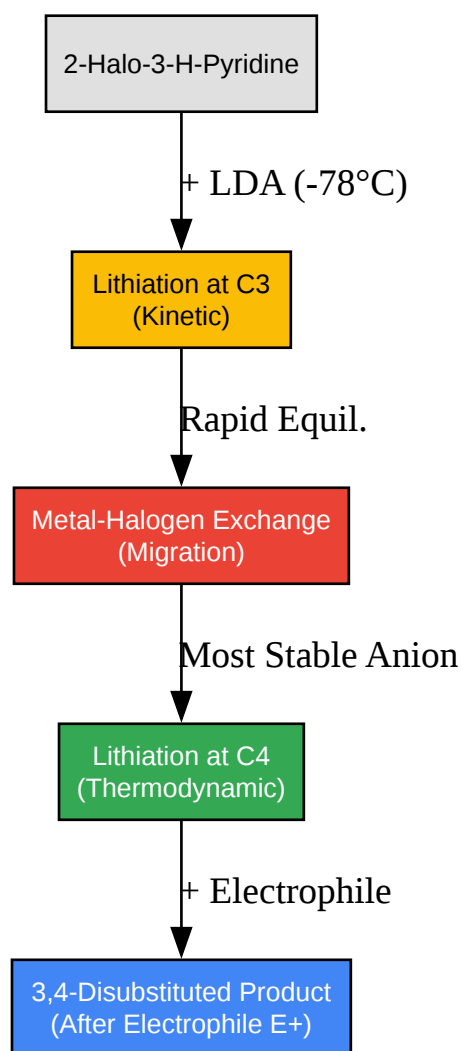 2-Halo-3-H-Pyridine
+ LDA (-78°C)
Lithiation at C3
(Kinetic)
Rapid Equil.
Metal-Halogen Exchange
(Migration)
Most Stable Anion
Lithiation at C4
(Thermodynamic)
+ Electrophile
3,4-Disubstituted Product
(After Electrophile E+)